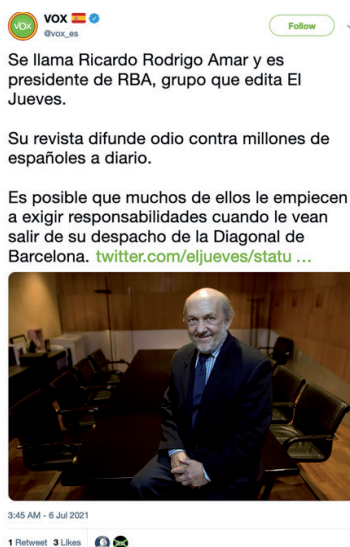 VOX
VOX
@vox_es
Follow
Se llama Ricardo Rodrigo Amar y es
presidente de RBA, grupo que edita El
Jueves.
Su revista difunde odio contra millones de
españoles a diario.
Es posible que muchos de ellos le empiecen
a exigir responsabilidades cuando le vean
salir de su despacho de la Diagonal de
Barcelona. twitter.com/eljueves/statu ...
3:45 AM - 6 Jul 2021
1 Retweet 3 Likes